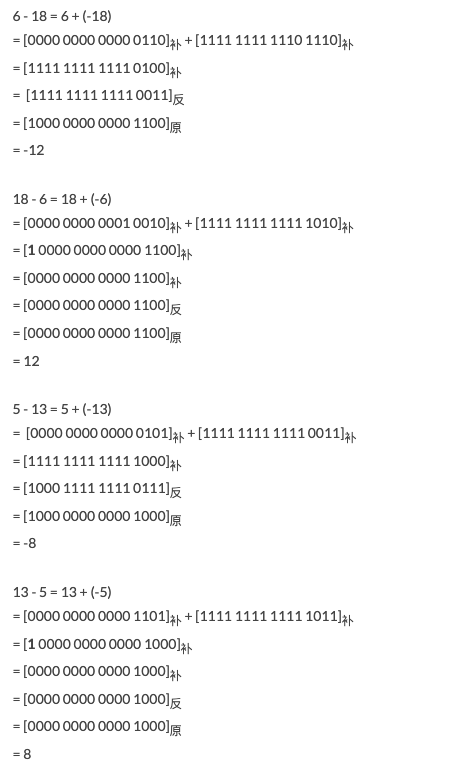 6 - 18 = 6 + (-18)
= [0000 0000 0000 0110]补 + [1111 1111 1110 1110]补
= [1111 1111 1111 0100]补
= [1111 1111 1111 0011]反
= [1000 0000 0000 1100]原
= -12
18 - 6 = 18 + (-6)
= [0000 0000 0001 0010]补 + [1111 1111 1111 1010]补
= [1 0000 0000 0000 1100]补
= [0000 0000 0000 1100]补
= [0000 0000 0000 1100]反
= [0000 0000 0000 1100]原
= 12
5 - 13 = 5 + (-13)
= [0000 0000 0000 0101]补 + [1111 1111 1111 0011]补
= [1111 1111 1111 1000]补
= [1000 1111 1111 0111]反
= [1000 0000 0000 1000]原
= -8
13 - 5 = 13 + (-5)
= [0000 0000 0000 1101]补 + [1111 1111 1111 1011]补
= [1 0000 0000 0000 1000]补
= [0000 0000 0000 1000]补
= [0000 0000 0000 1000]反
= [0000 0000 0000 1000]原
= 8